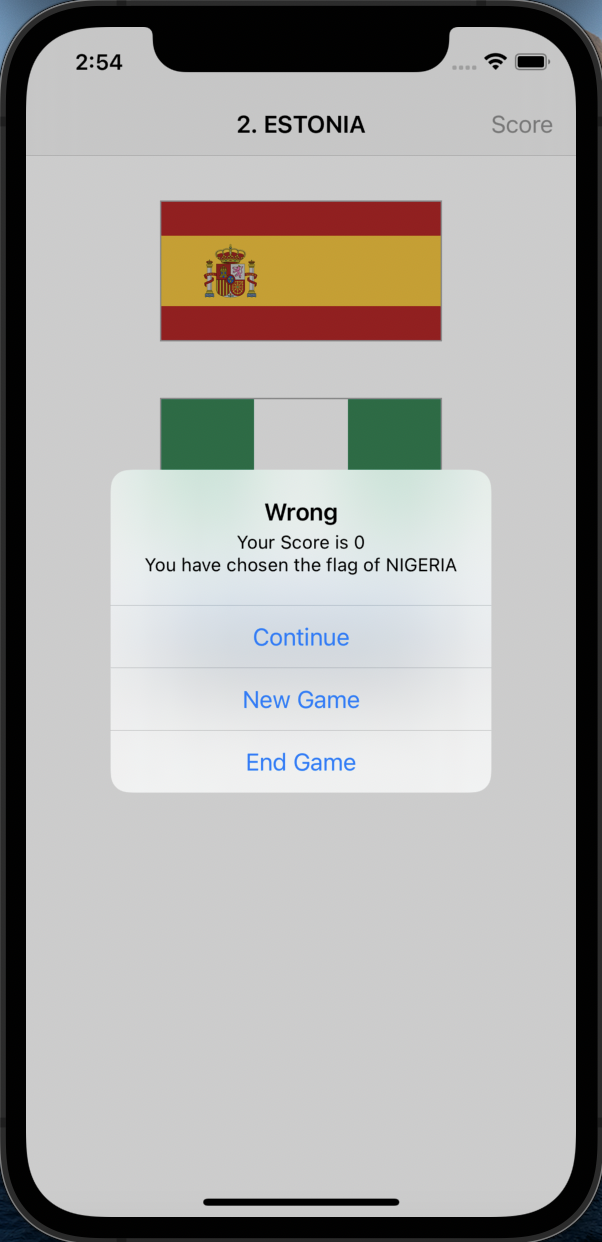 2:54
2. ESTONIA
Score
Wrong
Your Score is 0
You have chosen the flag of NIGERIA
Continue
New Game
End Game